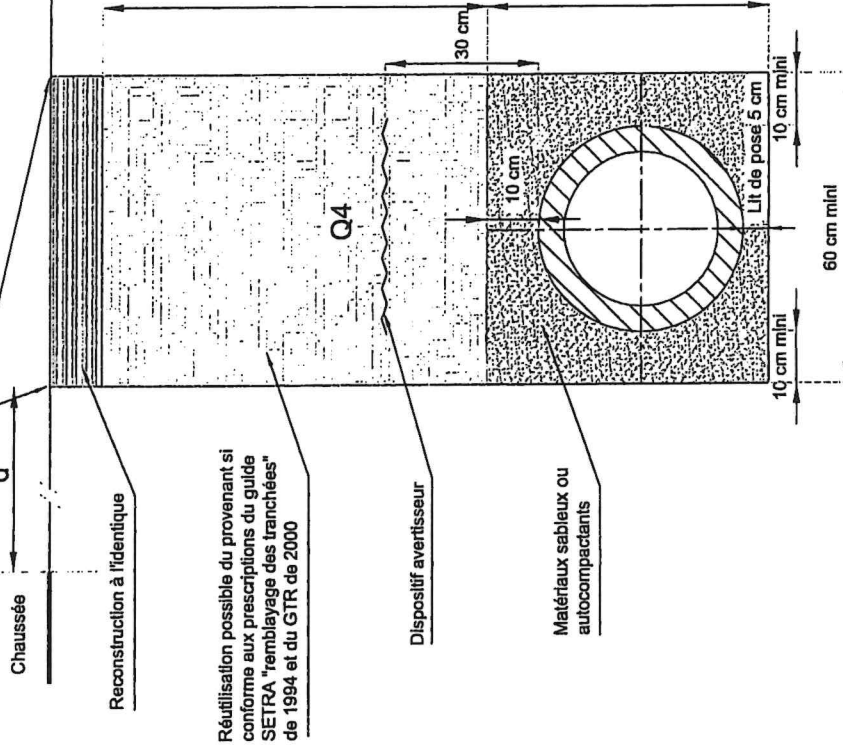 Chaussée
d
Reconstruction à l'identique
Réutilisation possible du provenant si
conforme aux prescriptions du guide
SETRA "remblayage des tranchées"
de 1994 et du GTR de 2000
Q4
30 cm
Dispositif avertisseur
10 cm
Matériaux sableux ou
autocompactants
Lit de pose 5 cm
10 cm mini
10 cm mini
60 cm mini